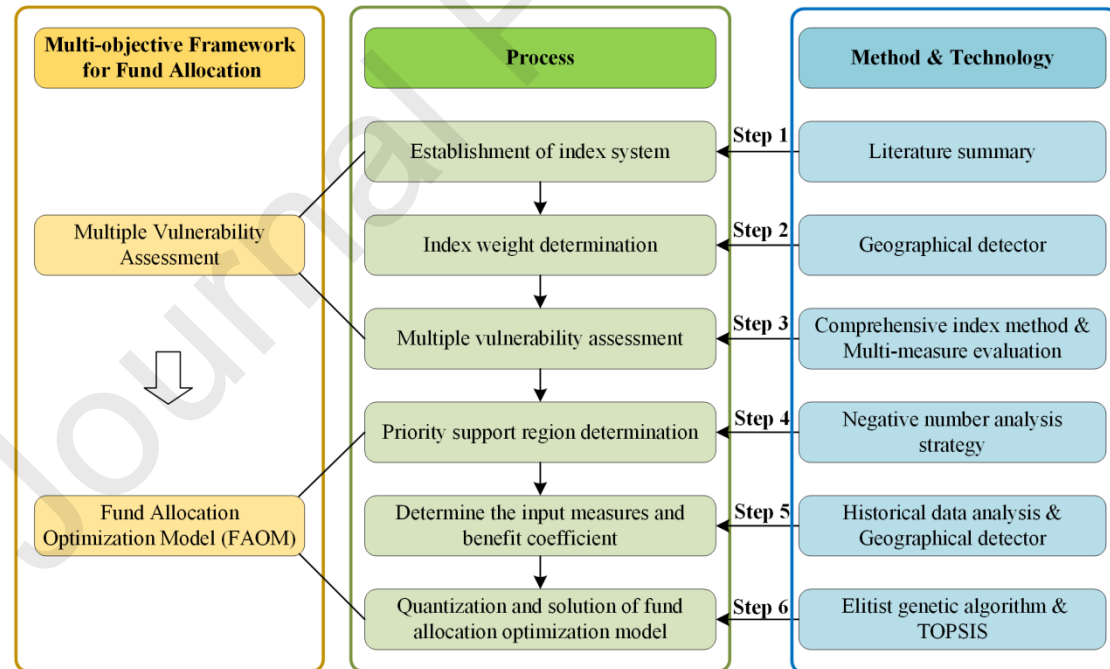 Multi-objective Framework
for Fund Allocation
Process
Method & Technology
Establishment of index system
Step 1
Literature summary
Multiple Vulnerability
Assessment
Index weight determination
Step 2
Geographical detector
Multiple vulnerability assessment
Step 3
Comprehensive index method &
Multi-measure evaluation
Priority support region determination
Step 4
Negative number analysis
strategy
Fund Allocation
Optimization Model (FAOM)
Determine the input measures and
benefit coefficient
Step 5
Historical data analysis &
Geographical detector
Quantization and solution of fund
allocation optimization model
Step 6
Elitist genetic algorithm &
TOPSIS
Journal P